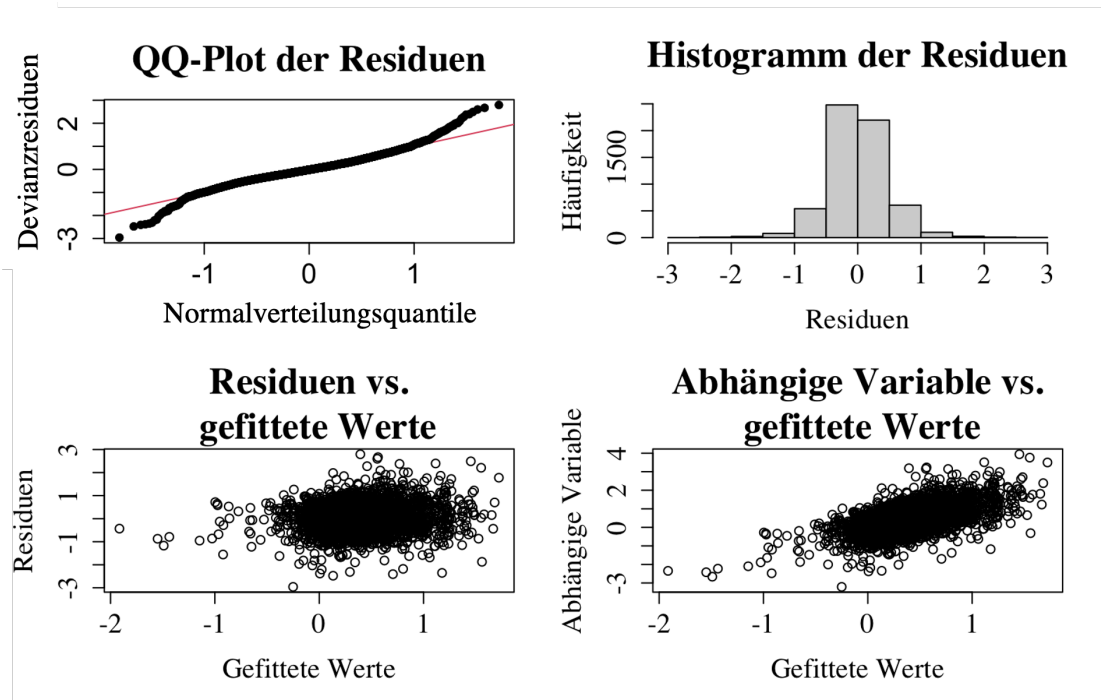 QQ-Plot der Residuen
Devianzresiduen
2
0
-3
-1
0
1
Normalverteilungsquantile
Histogramm der Residuen
Häufigkeit
1500
0
-3
-2
-1
0
1
2
3
Residuen
Residuen vs.
gefittete Werte
Residuen
3
1
-1
-3
-2
-1
0
1
Gefittete Werte
Abhängige Variable vs.
gefittete Werte
Abhängige Variable
4
2
0
-3
-2
-1
0
1
Gefittete Werte